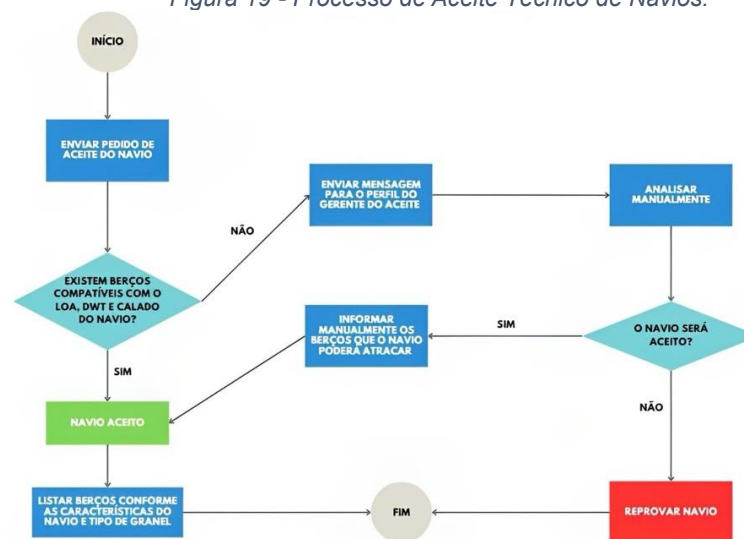 Figura 19 - Processo de Aceite Técnico de Navios.
INÍCIO
ENVIAR PEDIDO DE
ACEITE DO NAVIO
ENVIAR MENSAGEM
PARA O PERFIL DO
GERENTE DO ACEITE
ANALISAR
MANUALMENTE
NÃO
EXISTEM BERÇOS
COMPATÍVEIS COM O
LOA, DWT E CALADO
DO NAVIO?
INFORMAR
MANUALMENTE OS
BERÇOS QUE O NAVIO
PODERÁ ATRACAR
SIM
O NAVIO SERÁ
ACEITO?
SIM
NÃO
NAVIO ACEITO
LISTAR BERÇOS CONFORME
AS CARACTERÍSTICAS DO
NAVIO E TIPO DE GRANEL
FIM
REPROVAR NAVIO